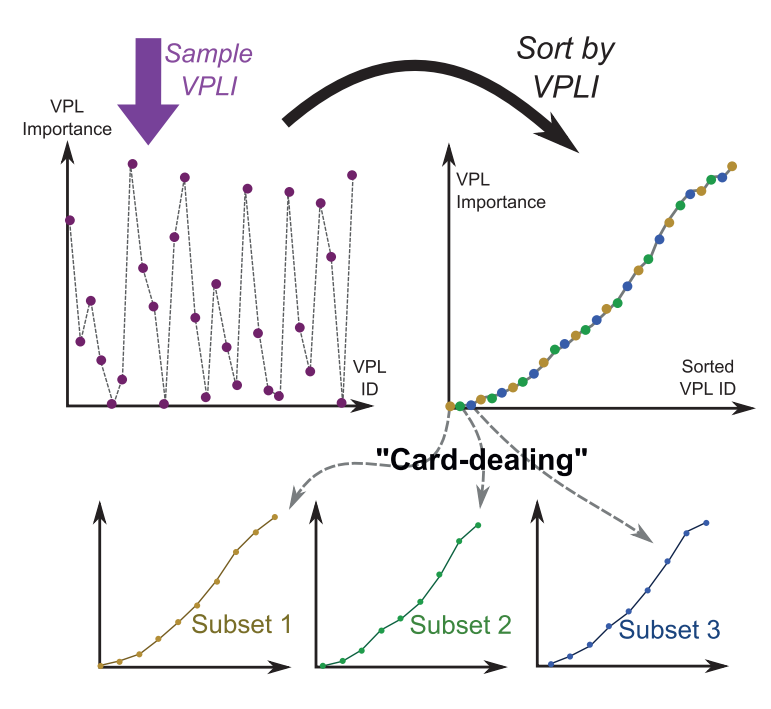 Sample
VPLI
Sort by
VPLI
VPL
Importance
VPL
ID
VPL
Importance
Sorted
VPL ID
"Card-dealing"
Subset 1
Subset 2
Subset 3